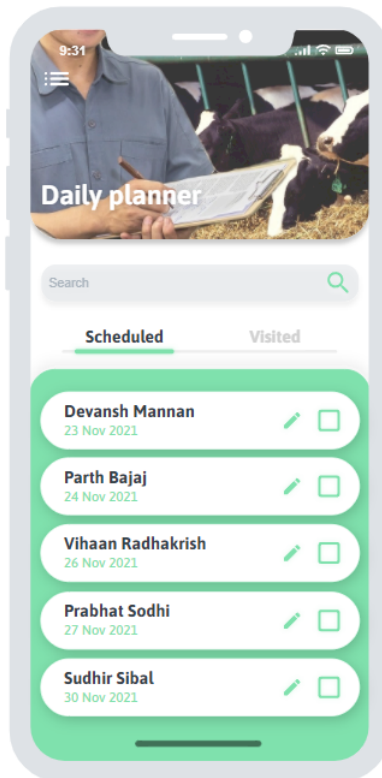 9:31
Daily planner
Search
Scheduled
Visited
Devansh Mannan
23 Nov 2021
Parth Bajaj
24 Nov 2021
Vihaan Radhakrish
26 Nov 2021
Prabhat Sodhi
27 Nov 2021
Sudhir Sibal
30 Nov 2021